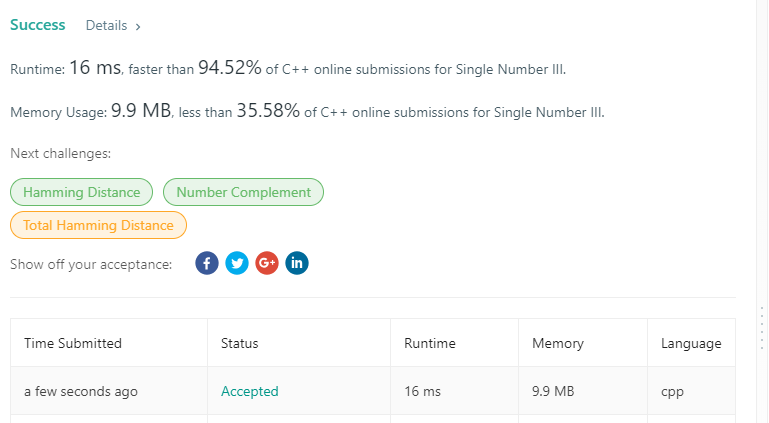 Success Details >
Runtime: 16 ms, faster than 94.52% of C++ online submissions for Single Number III.
Memory Usage: 9.9 MB, less than 35.58% of C++ online submissions for Single Number III.
Next challenges:
Hamming Distance Number Complement
Total Hamming Distance
Show off your acceptance: f G+ in
Time Submitted Status Runtime Memory Language
a few seconds ago Accepted 16 ms 9.9 MB cpp